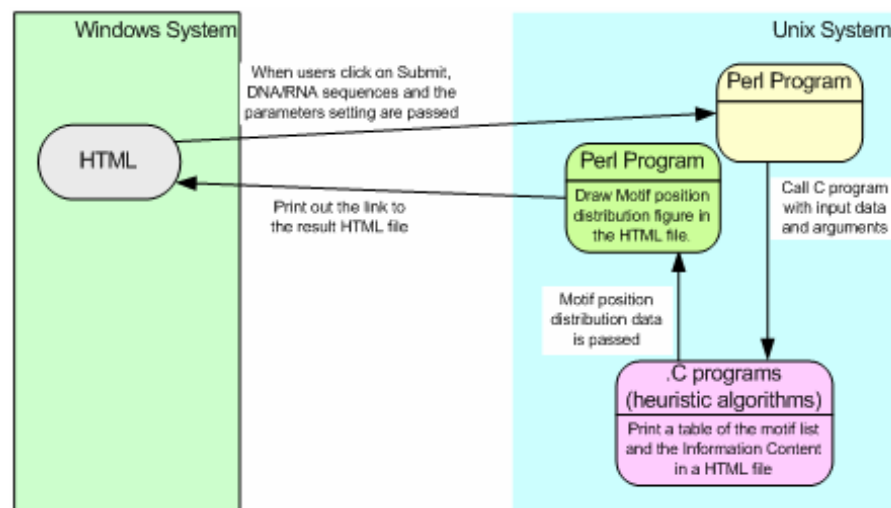 Windows System
Unix System
When users click on Submit,
DNA/RNA sequences and the
parameters setting are passed
Perl Program
HTML
Perl Program
Draw Motif position
distribution figure in
the HTML file.
Call C program
with input data
and arguments
Print out the link to
the result HTML file
Motif position
distribution data
is passed
.C programs
(heuristic algorithms)
Print a table of the motif list
and the Information Content
in a HTML file